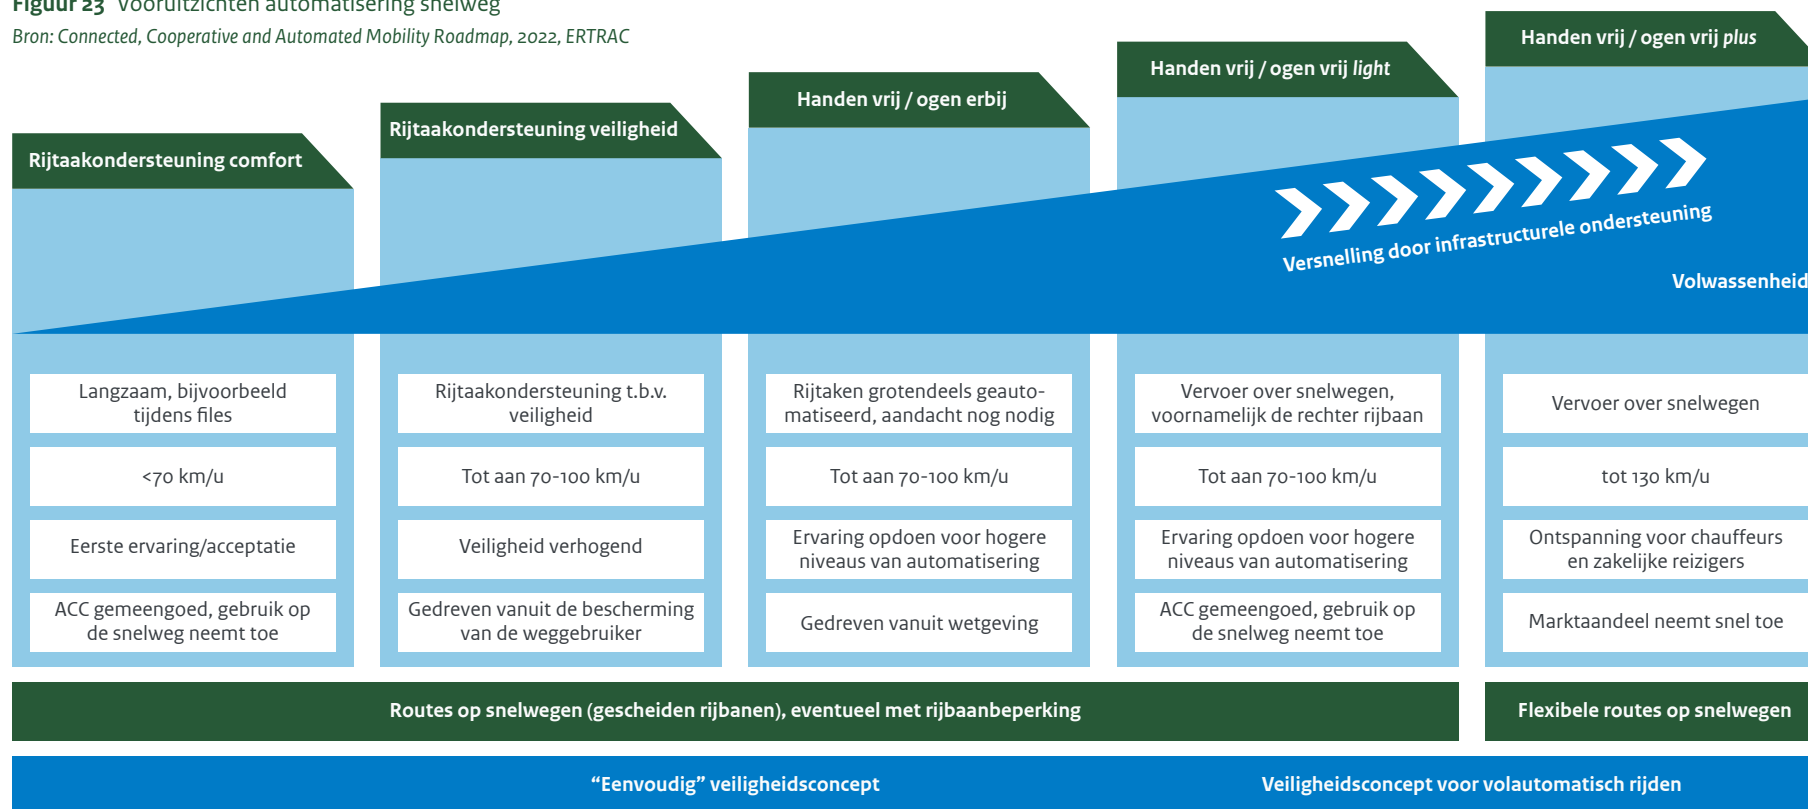 Figuur 23 Vooruitzichten automatisering snelweg
Bron: Connected, Cooperative and Automated Mobility Roadmap, 2022, ERTRAC
Rijtaakondersteuning comfort
Rijtaakondersteuning veiligheid
Handen vrij / ogen erbij
Handen vrij / ogen vrij light
Handen vrij / ogen vrij plus
Versnelling door infrastructurele ondersteuning
Volwassenheid
Langzaam, bijvoorbeeld
tijdens files
<70 km/u
Eerste ervaring/acceptatie
ACC gemeengoed, gebruik op
de snelweg neemt toe
Rijtaakondersteuning t.b.v.
veiligheid
Tot aan 70-100 km/u
Veiligheid verhogend
Gedreven vanuit de bescherming
van de weggebruiker
Rijtaken grotendeels geauto-
matiseerd, aandacht nog nodig
Tot aan 70-100 km/u
Ervaring opdoen voor hogere
niveaus van automatisering
Gedreven vanuit wetgeving
Vervoer over snelwegen,
voornamelijk de rechter rijbaan
Tot aan 70-100 km/u
Ervaring opdoen voor hogere
niveaus van automatisering
ACC gemeengoed, gebruik op
de snelweg neemt toe
Vervoer over snelwegen
tot 130 km/u
Ontspanning voor chauffeurs
en zakelijke reizigers
Marktaandeel neemt snel toe
Routes op snelwegen (gescheiden rijbanen), eventueel met rijbaanbeperking
Flexibele routes op snelwegen
“Eenvoudig” veiligheidsconcept
Veiligheidsconcept voor volautomatisch rijden